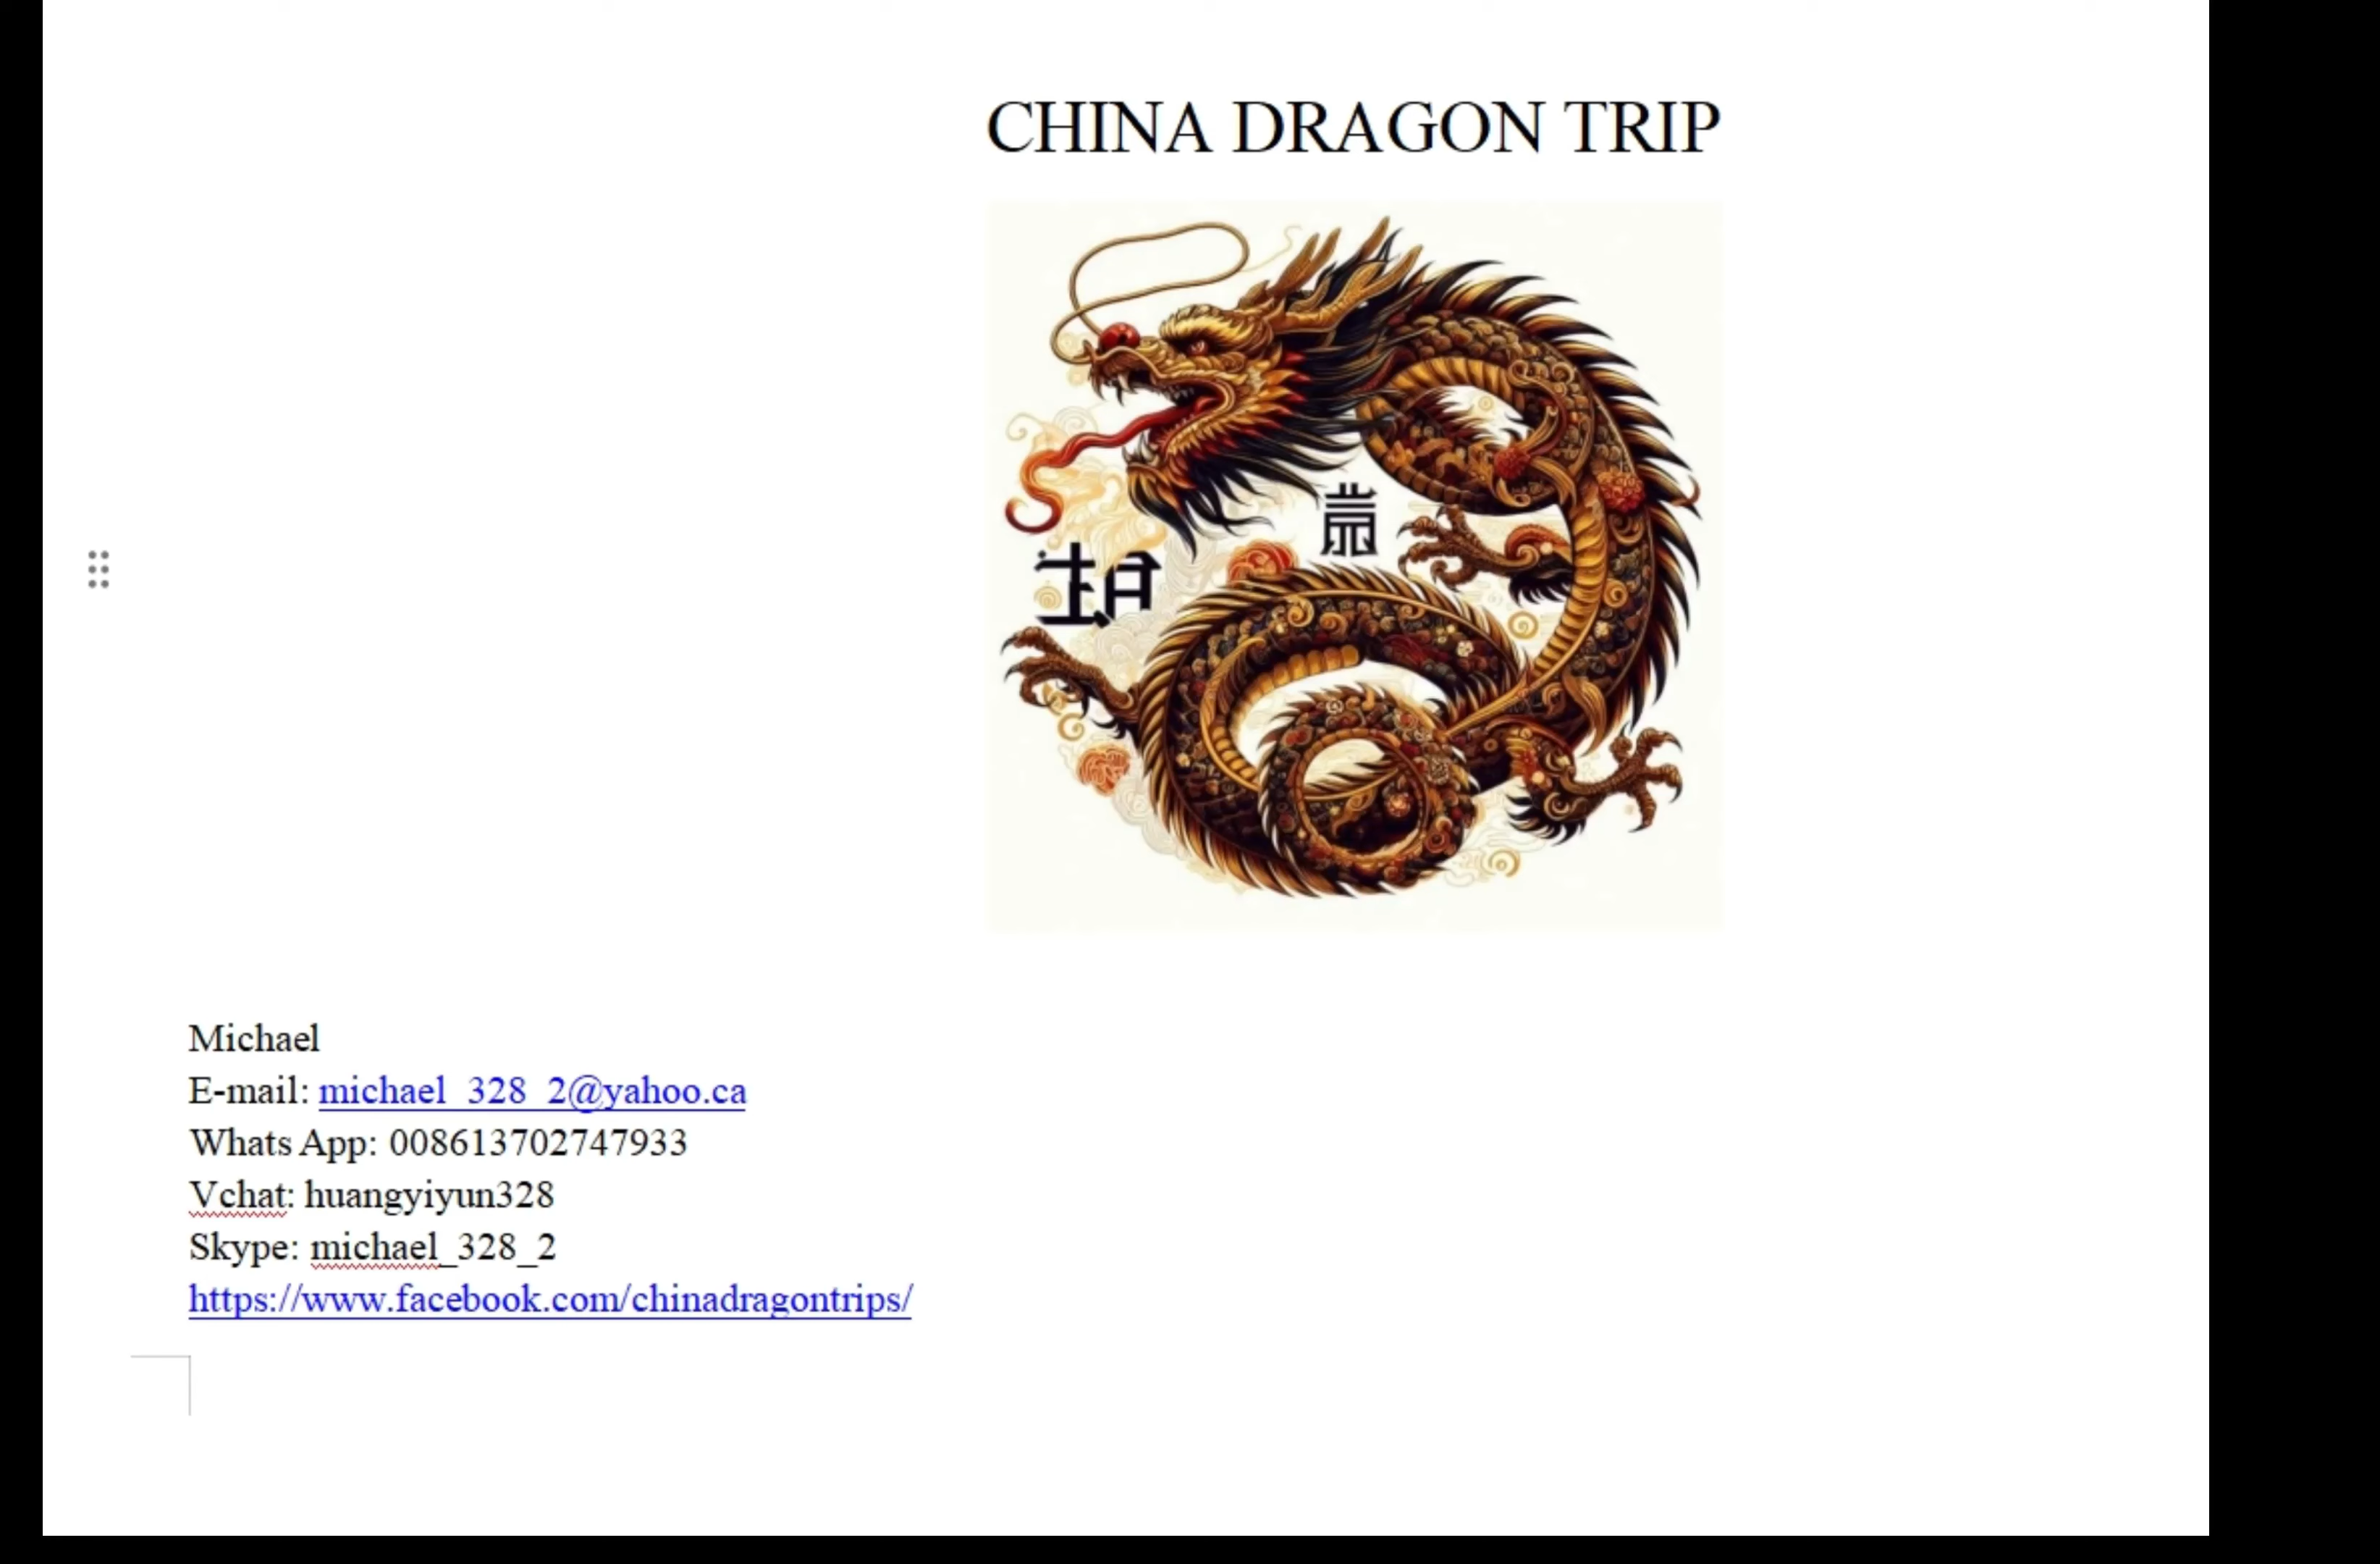 CHINA DRAGON TRIP
Michael
E-mail: michael_328_2@yahoo.ca
Whats App: 008613702747933
Vchat: huangyiyun328
Skype: michael_328_2
https://www.facebook.com/chinadragontrips/